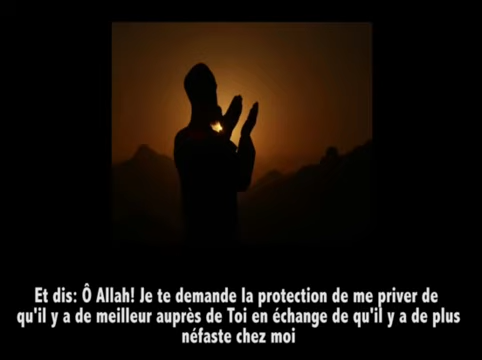 Et dis: Ô Allah! Je te demande la protection de me priver de
qu'il y a de meilleur auprès de Toi en échange de qu'il y a de plus
néfaste chez moi